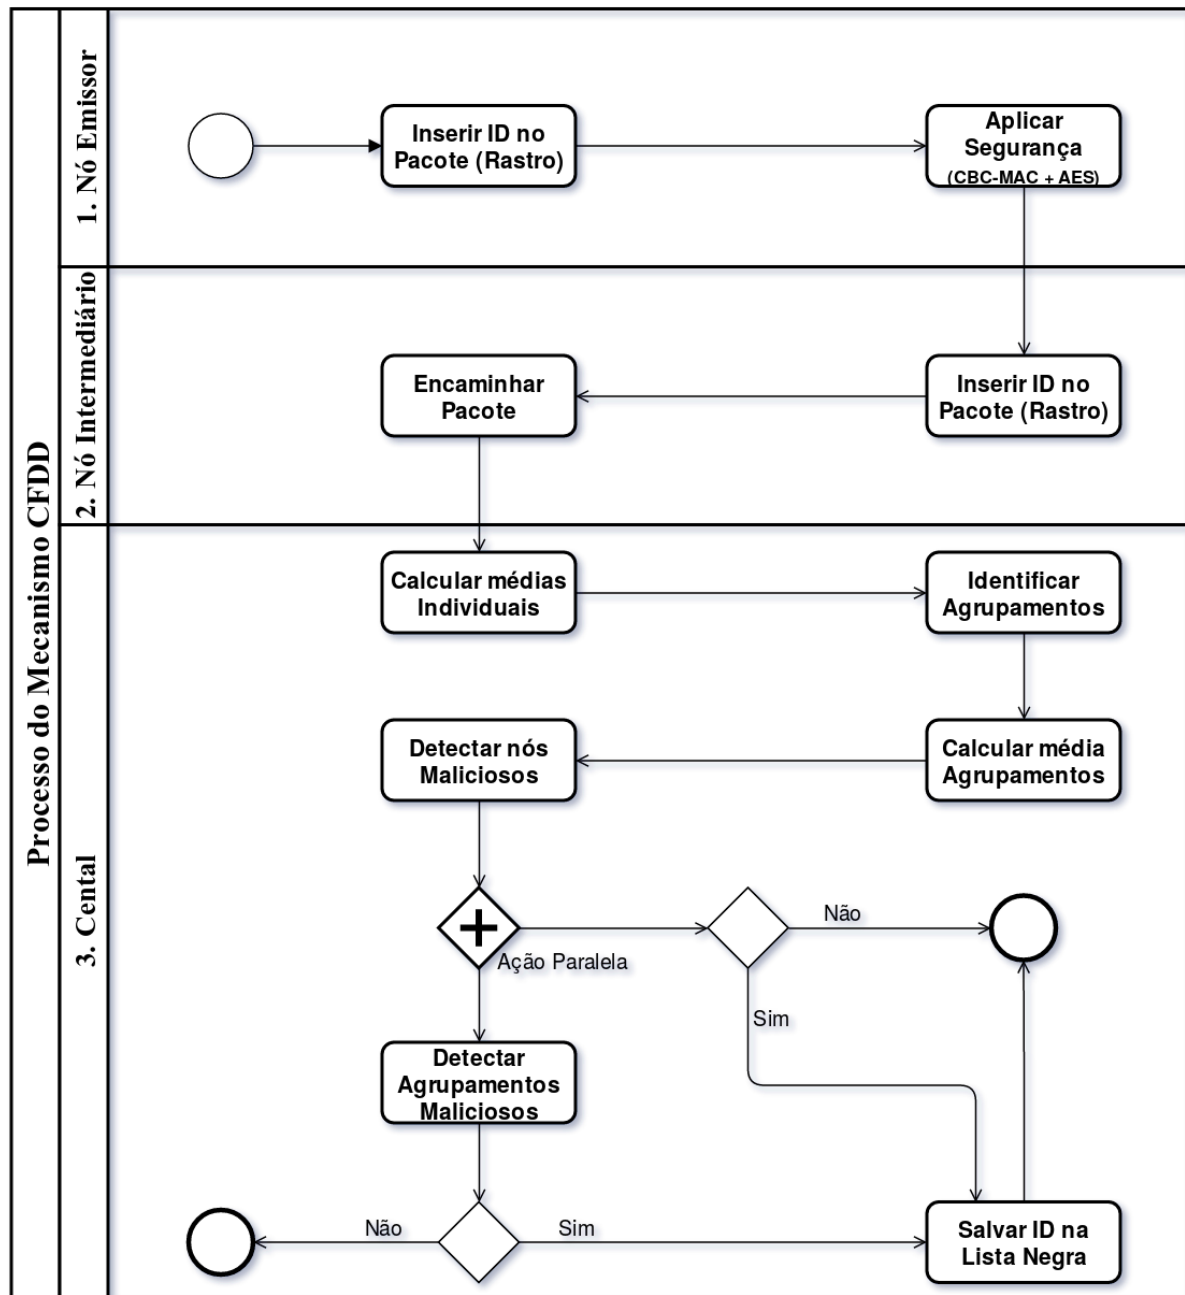 Processo do Mecanismo CFDD
1. Nó Emissor
Inserir ID no
Pacote (Rastro)
Aplicar
Segurança
(CBC-MAC + AES)
2. Nó Intermediário
Encaminhar
Pacote
Inserir ID no
Pacote (Rastro)
3. Cental
Calcular médias
Individuais
Identificar
Agrupamentos
Detectar nós
Maliciosos
Calcular média
Agrupamentos
Não
Ação Paralela
Sim
Detectar
Agrupamentos
Maliciosos
Não
Sim
Salvar ID na
Lista Negra